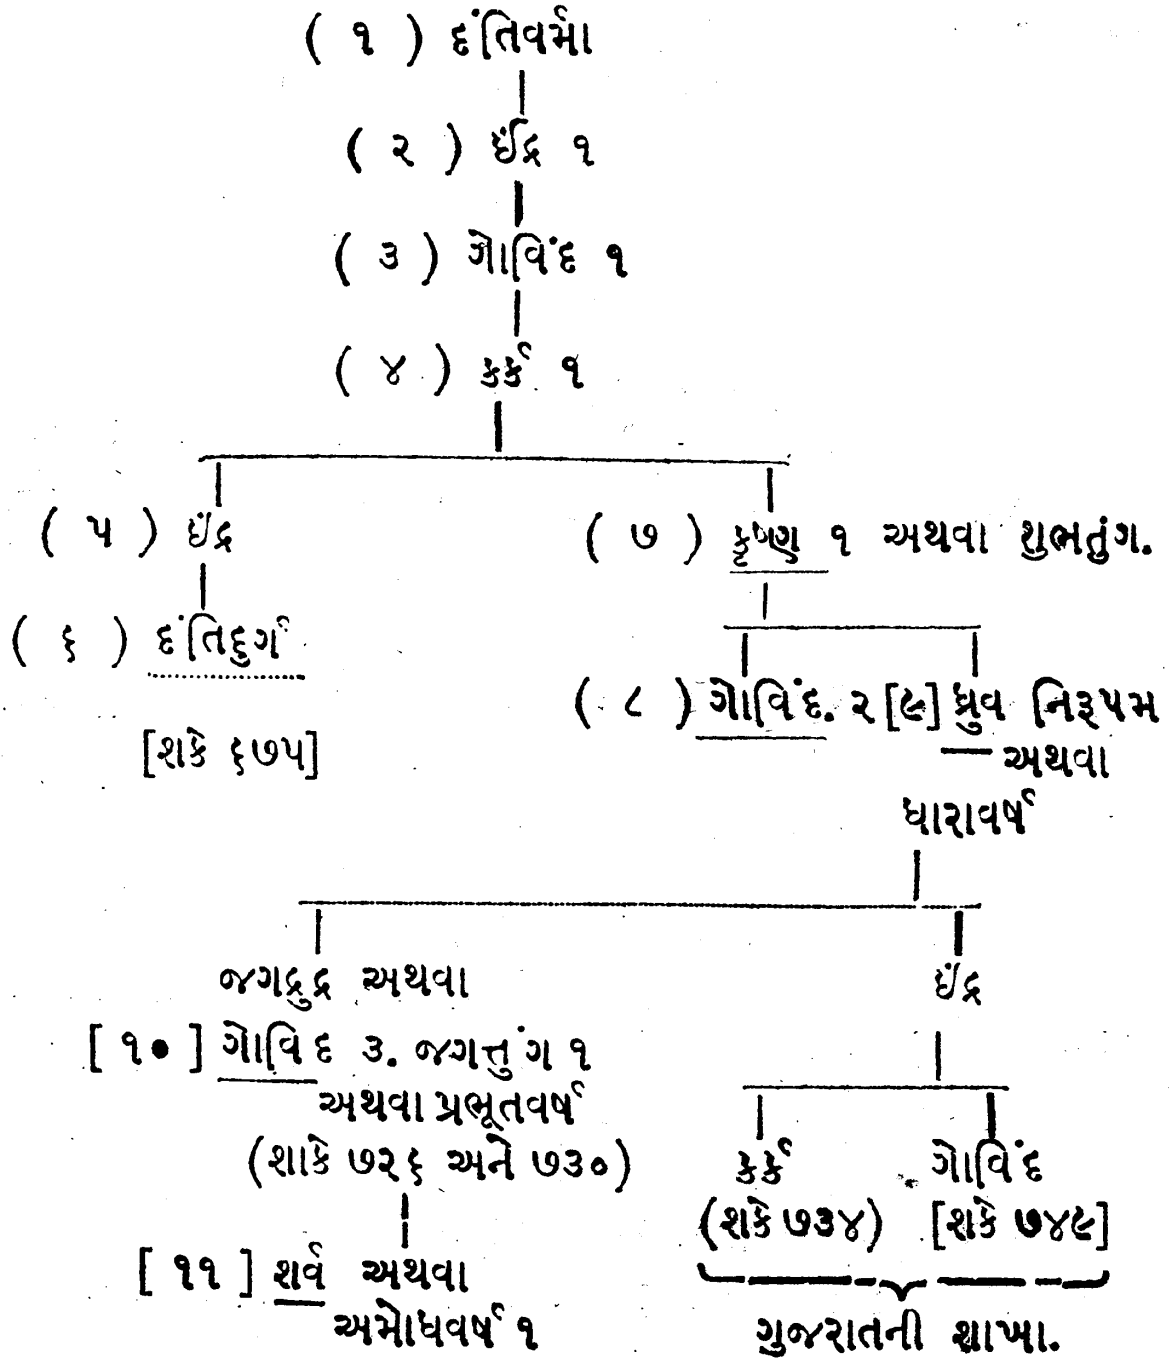 ( ૧ ) દંતિવર્મા
( ૨ ) ઈંદ્ર ૧
( ૩ ) ગોવિંદ ૧
( ૪ ) કર્ક ૧
( ૫ ) ઈંદ્ર
( ૭ ) કૃષ્ણ ૧ અથવા શુભતુંગ.
( ૬ ) દંતિદુર્ગ
( ૮ ) ગોવિંદ. ૨ [૯] ધ્રુવ નિરૂપમ
[શકે ૬૭૫]
અથવા
ધારાવર્ષ
જગદ્રુદ્ર અથવા
ઈંદ્ર
[ ૧૦ ] ગોવિદ ૩. જગત્તુંગ ૧
અથવા પ્રભૂતવર્ષ
(શાકે ૭૨૬ અને ૭૩૦)
કર્ક ગોવિંદ
(શકે ૭૩૪) [શકે ૭૪૯]
[ ૧૧ ] શર્વ અથવા
અમોઘવર્ષ ૧
ગુજરાતની શાખા.